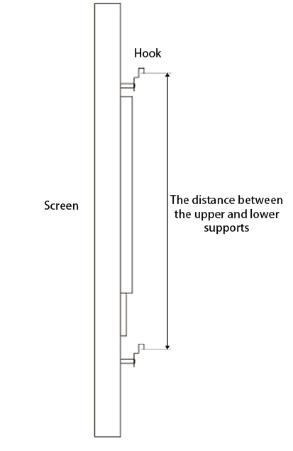 Hook
Screen
The distance between
the upper and lower
supports